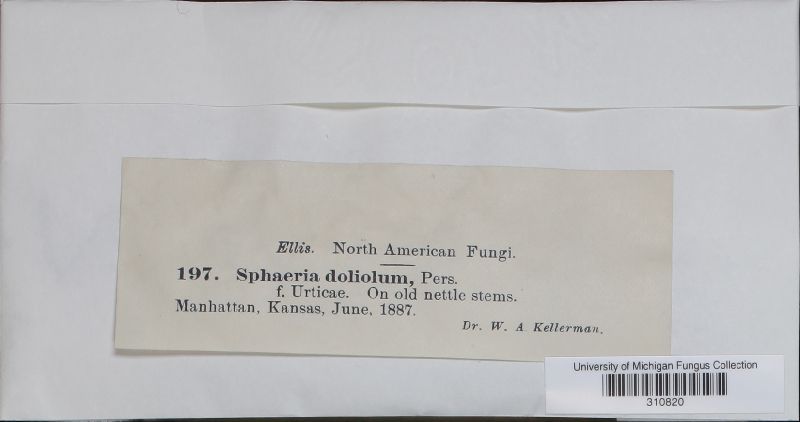 Ellis. North American Fungi.
197. Sphaeria doliolum, Pers.
f. Urticae. On old nettle stems.
Manhattan, Kansas, June, 1887.
Dr. W. A Kellerman.
University of Michigan Fungus Collection
310820